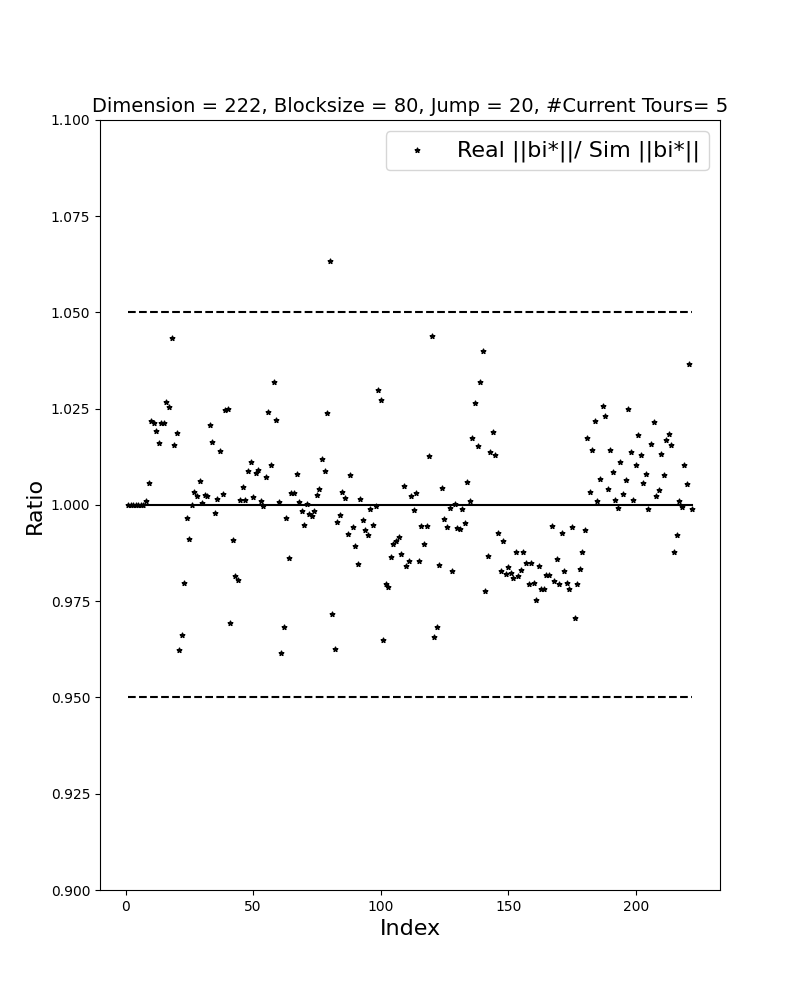 Dimension = 222, Blocksize = 80, Jump = 20, #Current Tours= 5
Real ||bi*||/ Sim ||bi*||
1.100
1.075
1.050
1.025
1.000
0.975
0.950
0.925
0.900
Ratio
0 50 100 150 200
Index